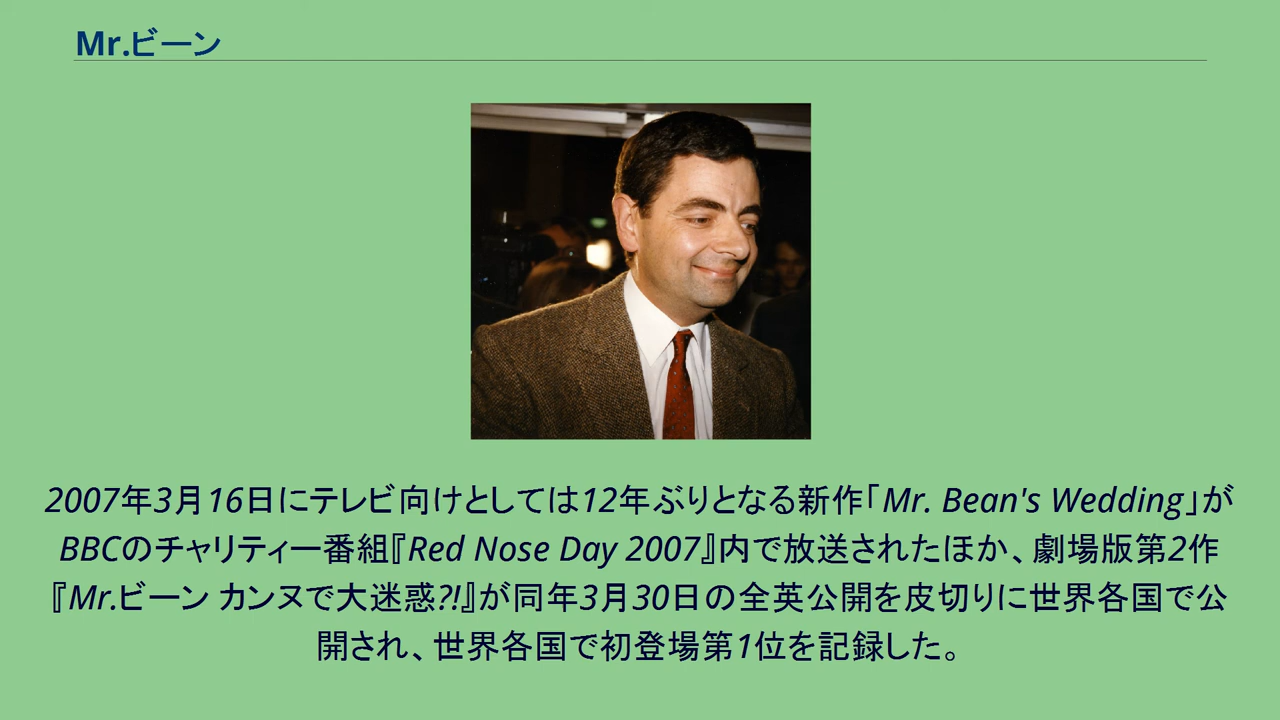 Mr.ビーン
2007年3月16日にテレビ向けとしては12年ぶりとなる新作「Mr. Bean's Wedding」が
BBCのチャリティー番組『Red Nose Day 2007』内で放送されたほか、劇場版第2作
『Mr.ビーン カンヌで大迷惑?!』が同年3月30日の全英公開を皮切りに世界各国で公
開され、世界各国で初登場第1位を記録した。